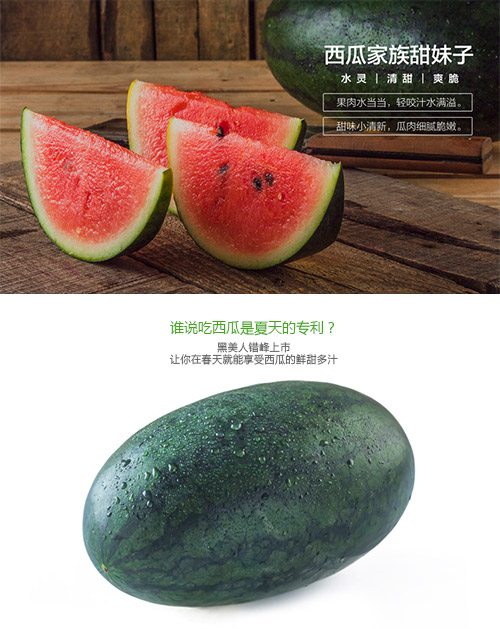 西瓜家族甜妹子
水灵｜清甜｜爽脆
果肉水当当，轻咬汁水满溢。
甜味小清新，瓜肉细腻脆嫩。
谁说吃西瓜是夏天的专利？
黑美人错峰上市
让你在春天就能享受西瓜的鲜甜多汁